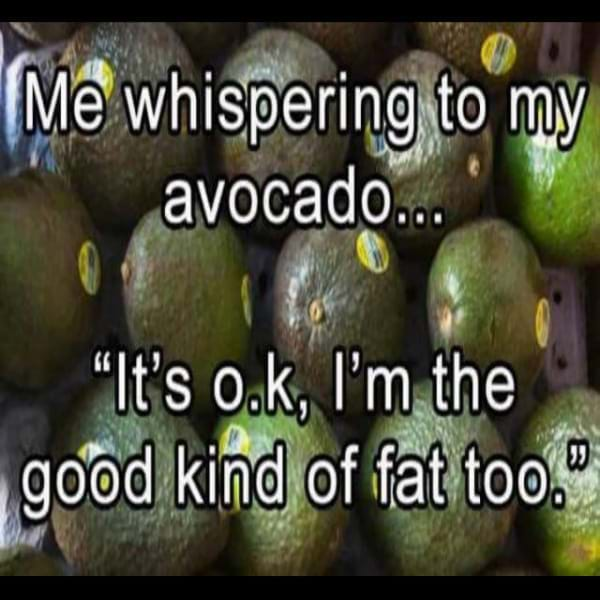 Me whispering to my
avocado...
“It’s o.k, I’m the
good kind of fat too.”